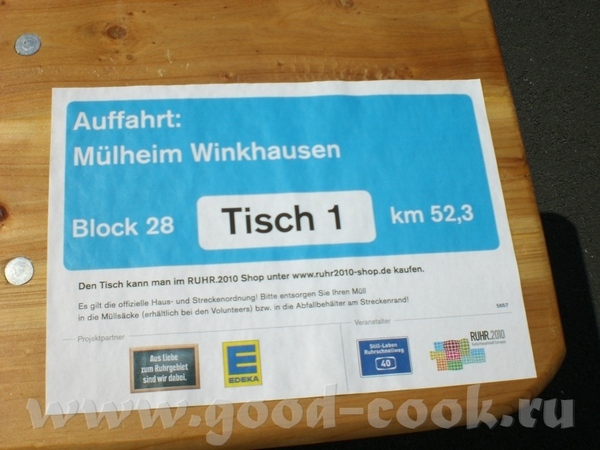 Auffahrt:
Mülheim Winkhausen
Block 28 Tisch 1 km 52,3
Den Tisch kann man im RUHR.2010 Shop unter www.ruhr2010-shop.de kaufen.
Es gilt die offizielle Haus- und Streckenordnung! Bitte entsorgen Sie Ihren Müll
in die Müllsäcke (erhältlich bei den Volunteers) bzw. in die Abfallbehälter am Streckenrand!
Projektpartner Veranstalter
Aus Liebe
zum Ruhrgebiet
sind wir dabei.
E
EDEKA
Still-Leben
Ruhrschnellweg
40
RUHR.2010
www.good-cook.ru